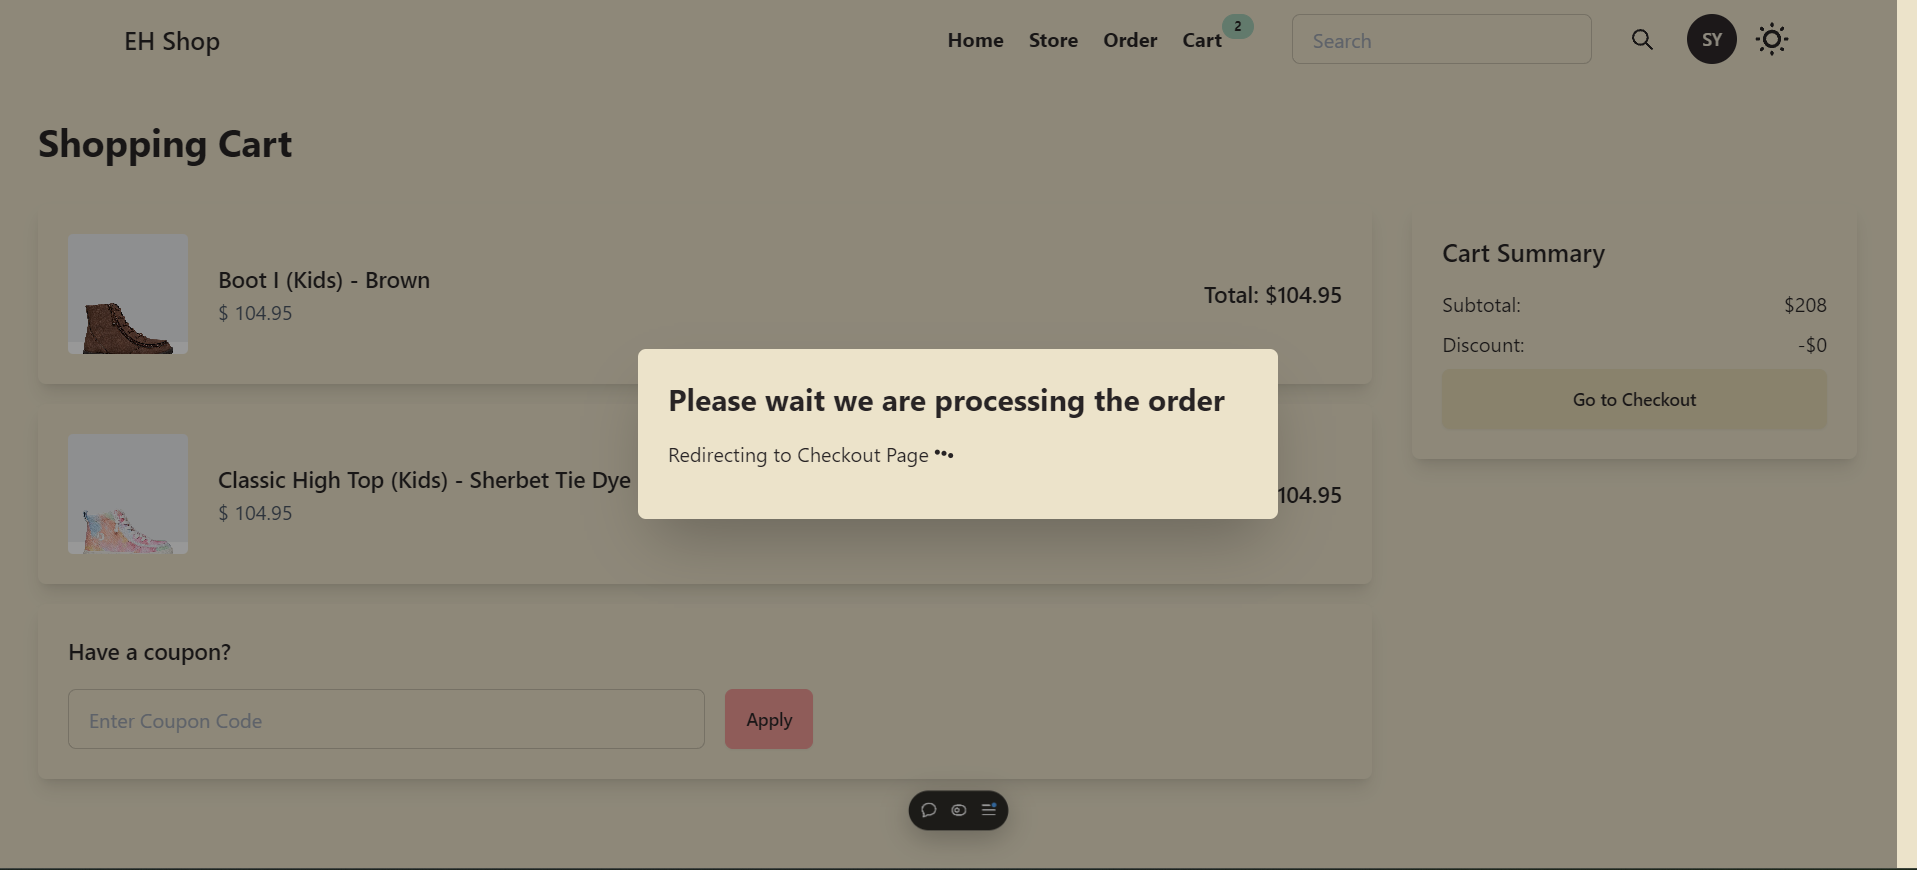 EH Shop
Home Store Order Cart 2
Search
SY
Shopping Cart
Boot I (Kids) - Brown
$ 104.95
Total: $104.95
Classic High Top (Kids) - Sherbet Tie Dye
$ 104.95
104.95
Have a coupon?
Enter Coupon Code
Apply
Cart Summary
Subtotal: $208
Discount: -$0
Go to Checkout
Please wait we are processing the order
Redirecting to Checkout Page •••